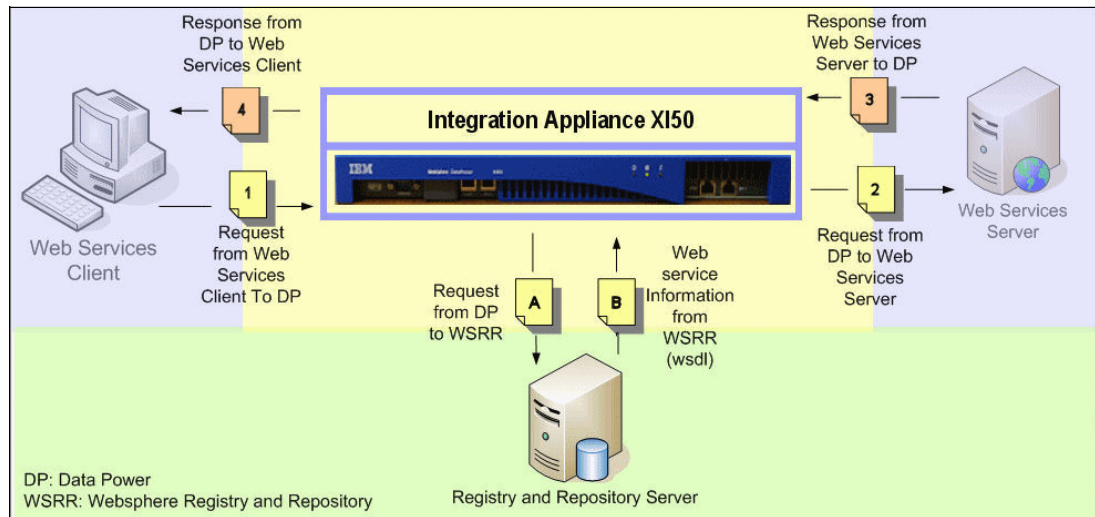 Response from
DP to Web
Services Client
4
Response from
Web Services
Server to DP
3
Integration Appliance XI50
IBM
1
2
Web Services
Client
Request
from Web
Services
Client To DP
Web Services
Server
Request from
DP to Web
Services
Server
Request
from DP
to WSRR
A
B
Web
service
Information
from
WSRR
(wsdl)
Registry and Repository Server
DP: Data Power
WSRR: Websphere Registry and Repository